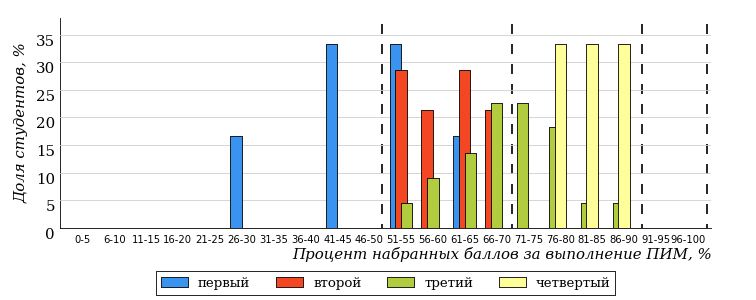 Доля студентов, %
35
30
25
20
15
10
5
0
0-5 6-10 11-15 16-20 21-25 26-30 31-35 36-40 41-45 46-50 51-55 56-60 61-65 66-70 71-75 76-80 81-85 86-90 91-95 96-100
Процент набранных баллов за выполнение ПИМ, %
первый второй третий четвертый